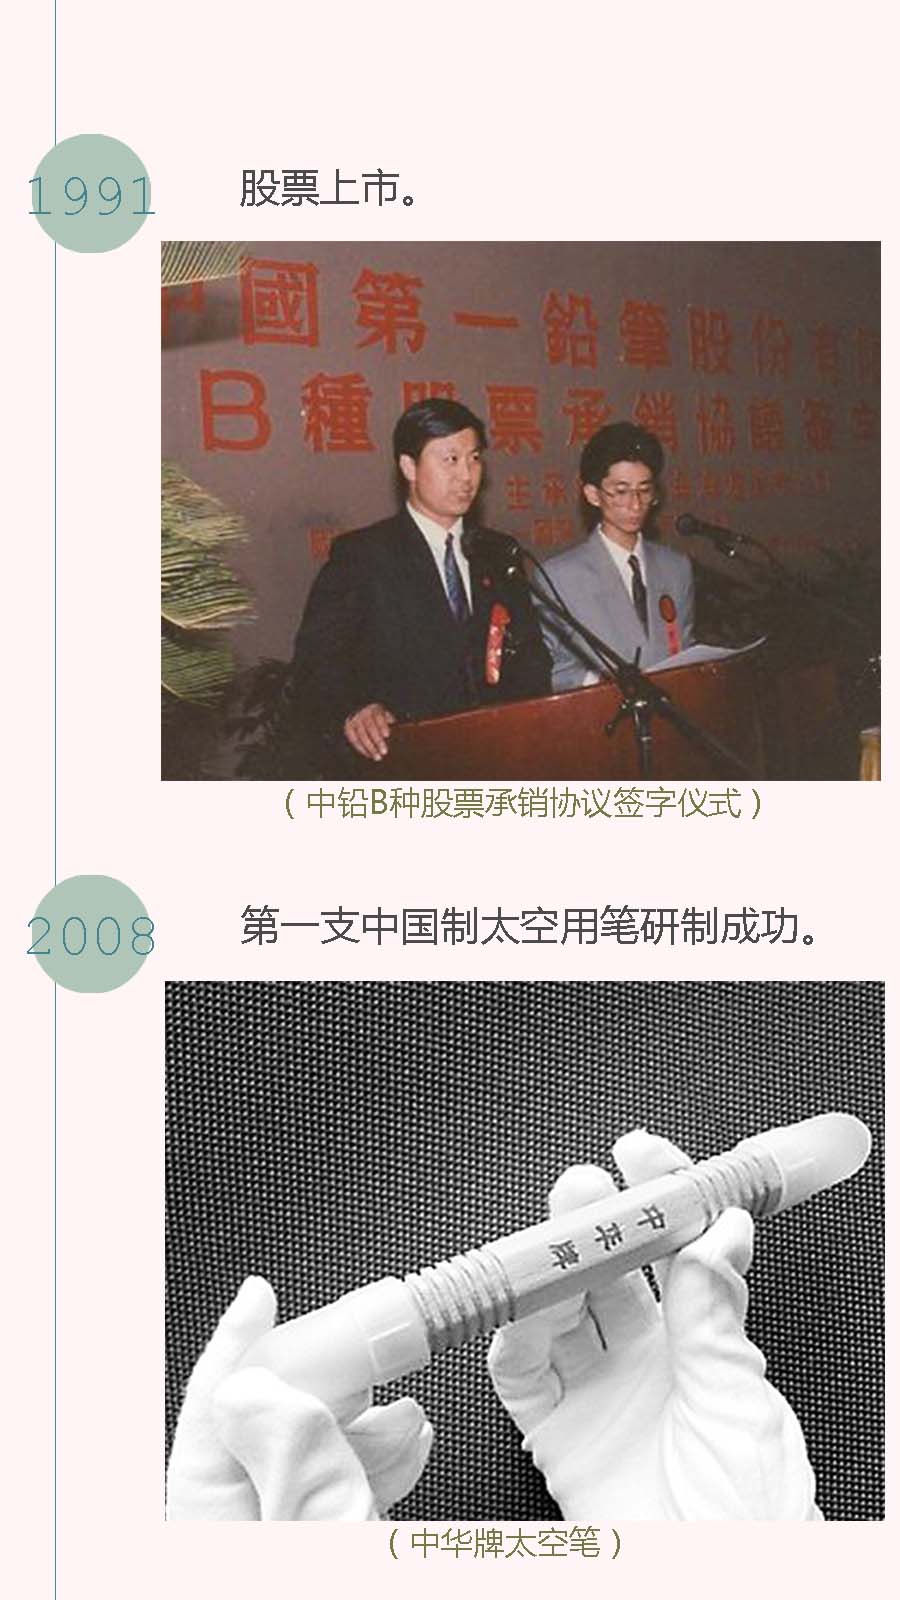 1991
股票上市。
國第一鉛筆股份有
B種股票承銷協議簽字
主承
(中铅B种股票承销协议签字仪式)
2008
第一支中国制太空用笔研制成功。
中华牌
(中华牌太空笔)